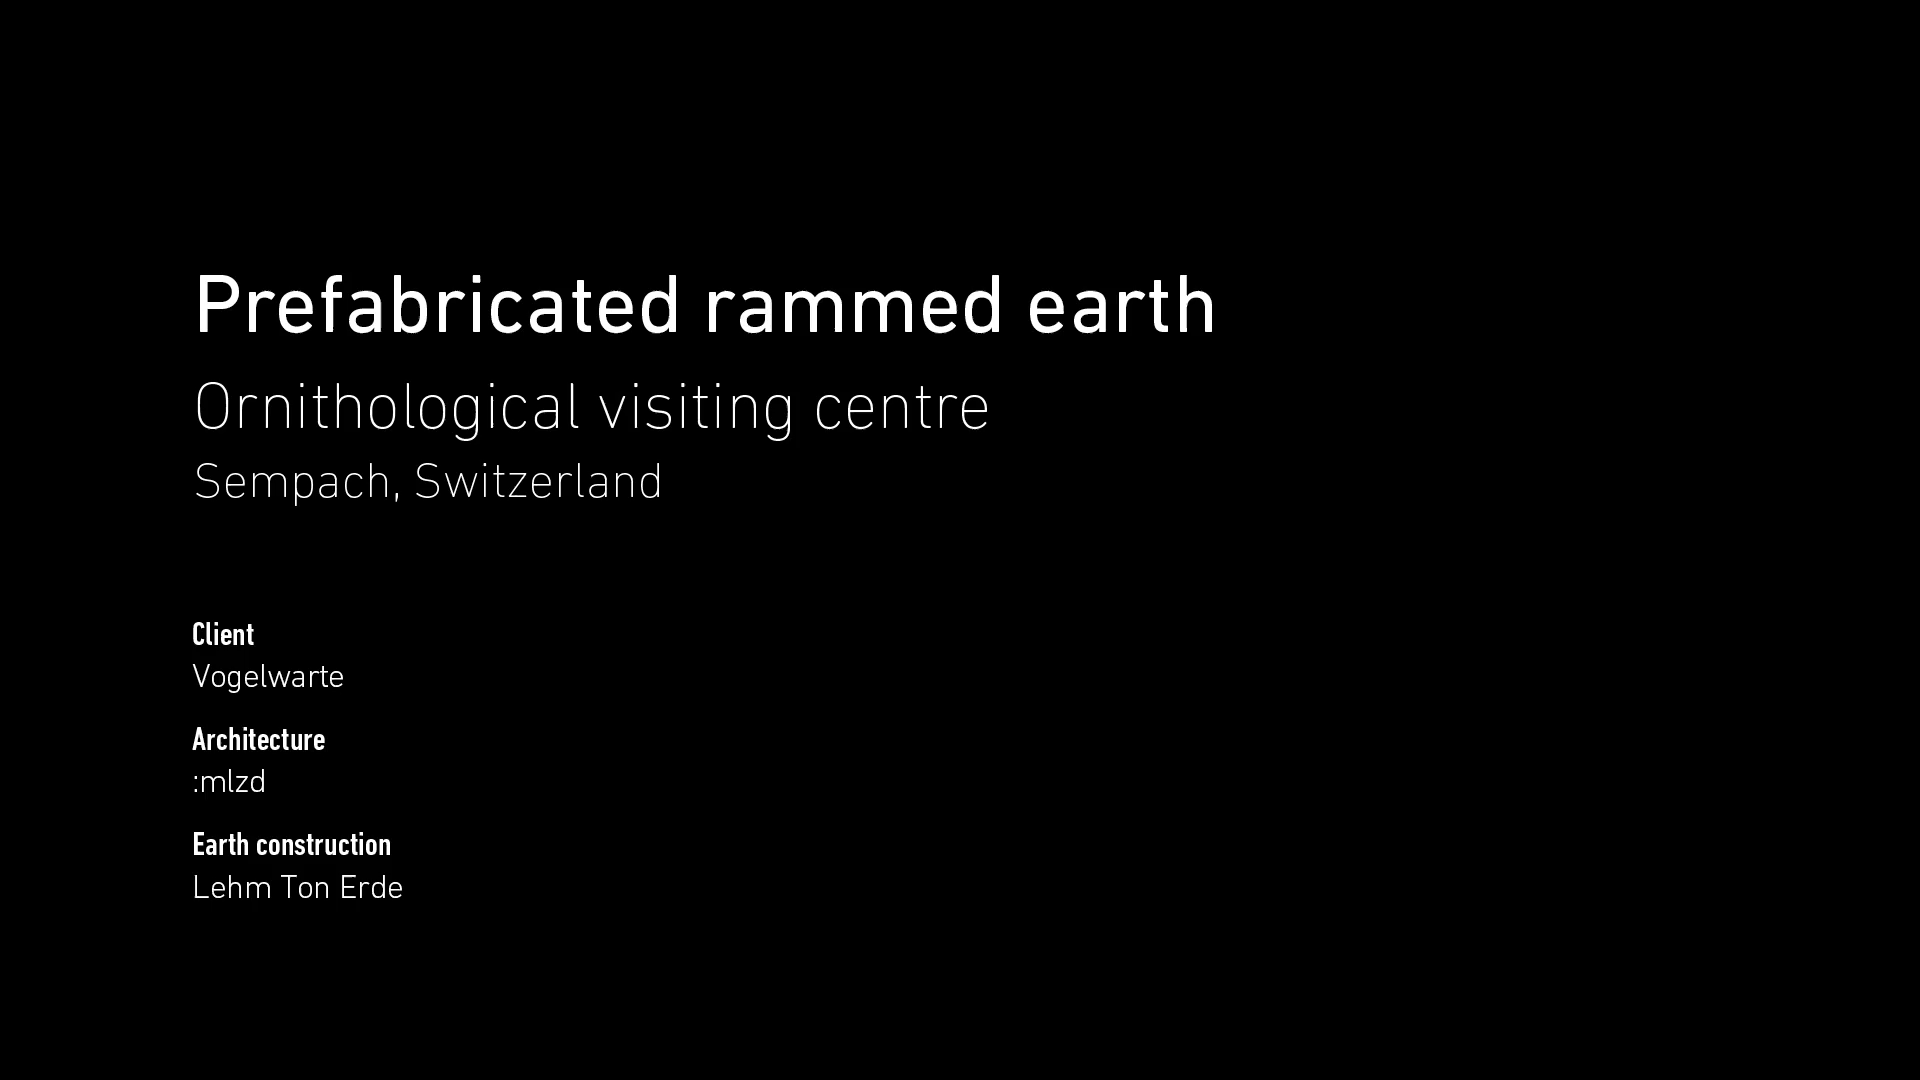 Prefabricated rammed earth
Ornithological visiting centre
Sempach, Switzerland
Client
Vogelwarte
Architecture
:mlzd
Earth construction
Lehm Ton Erde